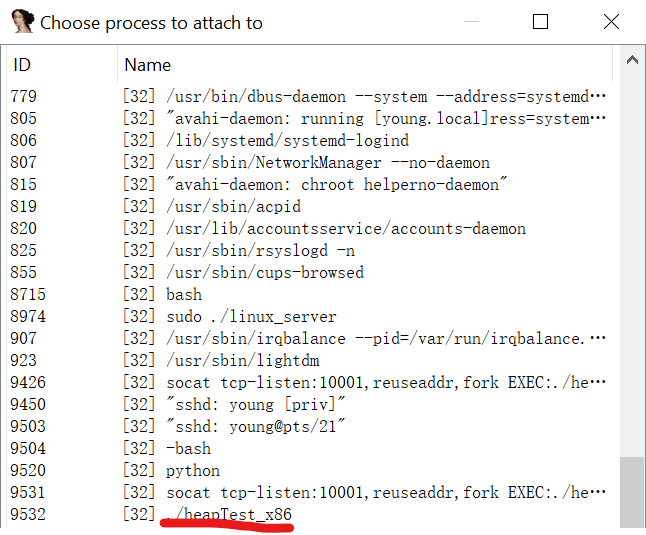 Choose process to attach to
ID Name
779 [32] /usr/bin/dbus-daemon --system --address=systemd⋯
805 [32] "avahi-daemon: running [young.local]ress=system⋯
806 [32] /lib/systemd/systemd-logind
807 [32] /usr/sbin/NetworkManager --no-daemon
815 [32] "avahi-daemon: chroot helperno-daemon"
819 [32] /usr/sbin/acpid
820 [32] /usr/lib/accountsservice/accounts-daemon
825 [32] /usr/sbin/rsyslogd -n
855 [32] /usr/sbin/cups-browsed
8715 [32] bash
8974 [32] sudo ./linux_server
907 [32] /usr/sbin/irqbalance --pid=/var/run/irqbalance.⋯
923 [32] /usr/sbin/lightdm
9426 [32] socat tcp-listen:10001,reuseaddr,fork EXEC:./he⋯
9450 [32] "sshd: young [priv]"
9503 [32] "sshd: young@pts/21"
9504 [32] -bash
9520 [32] python
9531 [32] socat tcp-listen:10001,reuseaddr,fork EXEC:./he⋯
9532 [32] ./heapTest_x86